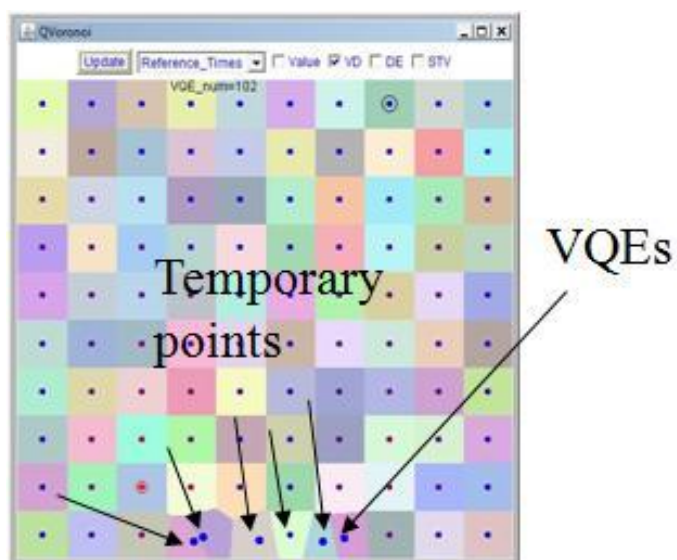 QVoronoi
Update Reference_Times Value VD DE STV
VQE_num=102
VQEs
Temporary
points